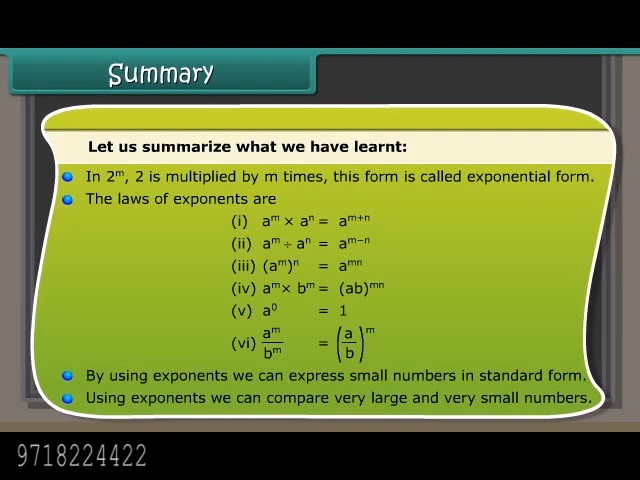 Summary
Let us summarize what we have learnt:
In 2ᵐ, 2 is multiplied by m times, this form is called exponential form.
The laws of exponents are
(i) aᵐ × aⁿ = aᵐ⁺ⁿ
(ii) aᵐ ÷ aⁿ = aᵐ⁻ⁿ
(iii) (aᵐ)ⁿ = aᵐⁿ
(iv) aᵐ× bᵐ = (ab)ᵐⁿ
(v) a⁰ = 1
(vi) aᵐ/bᵐ = (a/b)ᵐ
By using exponents we can express small numbers in standard form.
Using exponents we can compare very large and very small numbers.
9718224422